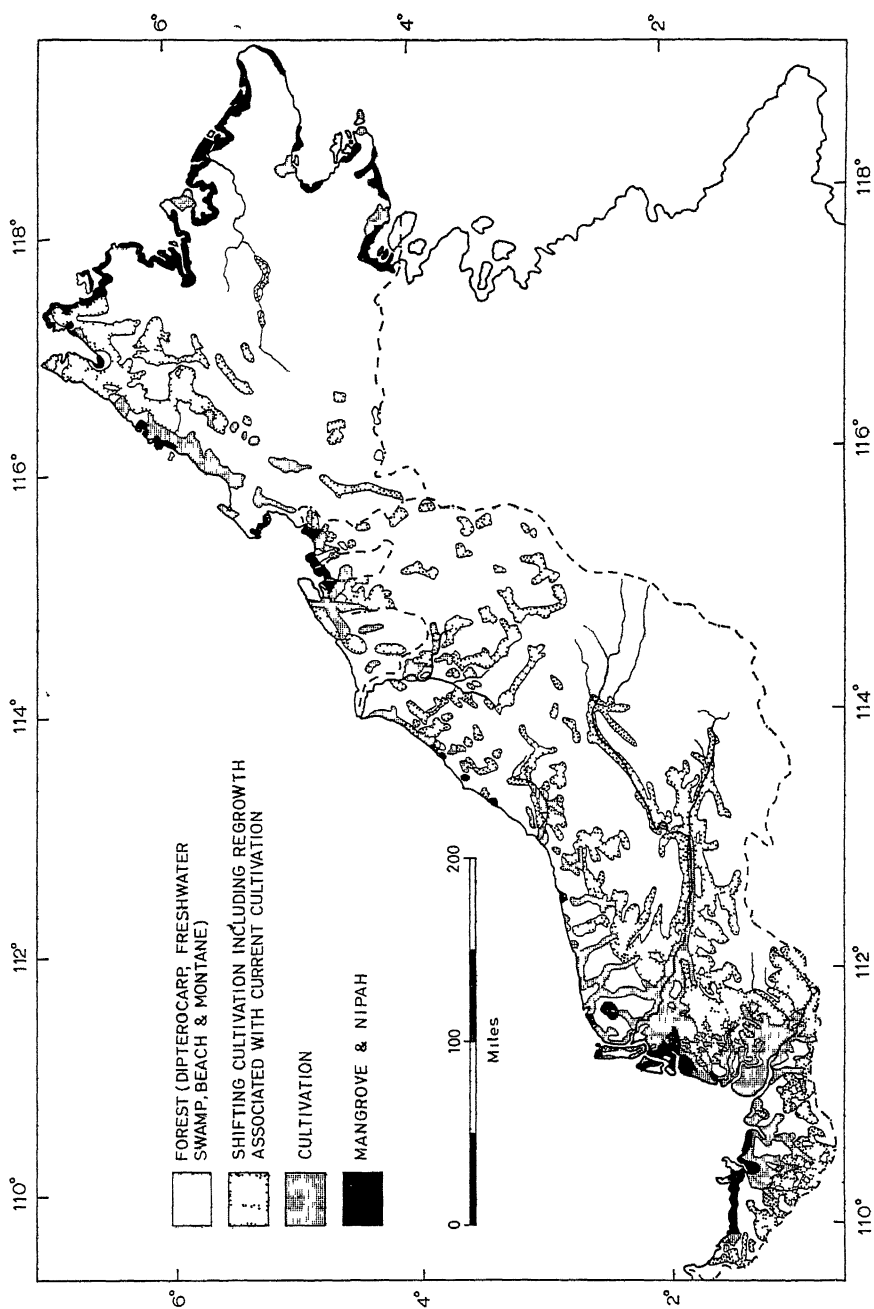 110°
112°
114°
116°
118°
6°
4°
2°
6°
4°
2°
110°
112°
113°
114°
116°
118°
FOREST (DIPTEROCARP, FRESHWATER
SWAMP, BEACH & MONTANE)
SHIFTING CULTIVATION INCLUDING REGROWTH
ASSOCIATED WITH CURRENT CULTIVATION
CULTIVATION
MANGROVE & NIPAH
0
100
200
Miles